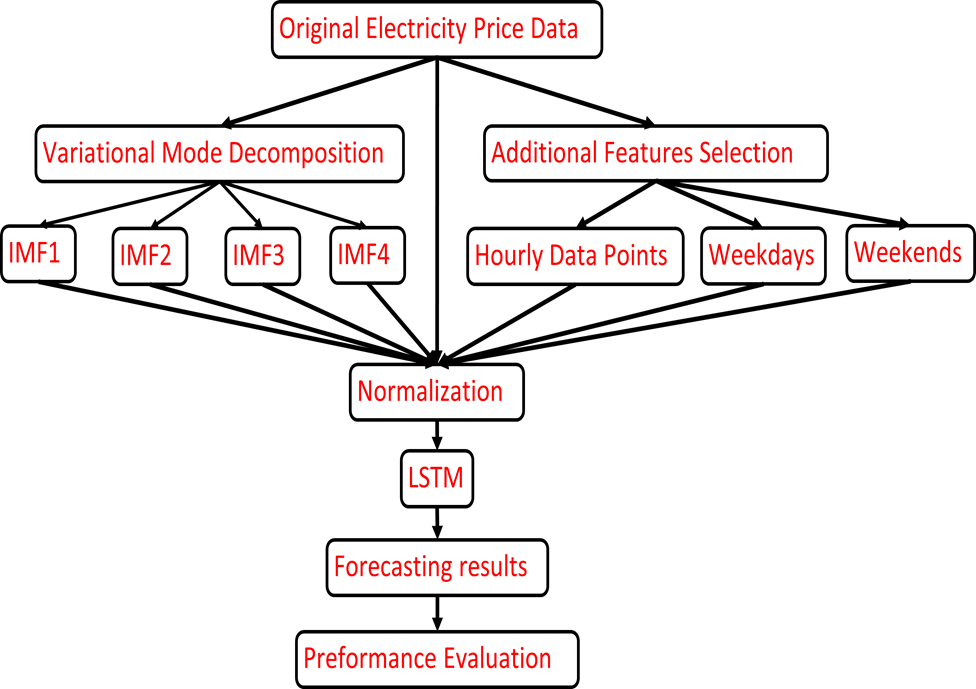 Original Electricity Price Data
Variational Mode Decomposition
Additional Features Selection
IMF1
IMF2
IMF3
IMF4
Hourly Data Points
Weekdays
Weekends
Normalization
LSTM
Forecasting results
Preformance Evaluation